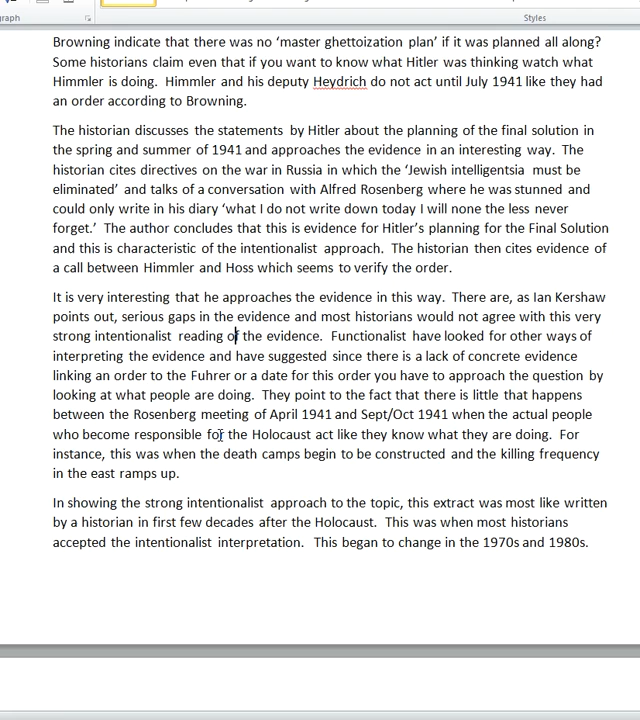 raph
Styles
Browning indicate that there was no ‘master ghettoization plan’ if it was planned all along?
Some historians claim even that if you want to know what Hitler was thinking watch what
Himmler is doing.  Himmler and his deputy Heydrich do not act until July 1941 like they had
an order according to Browning.
The historian discusses the statements by Hitler about the planning of the final solution in
the spring and summer of 1941 and approaches the evidence in an interesting way.  The
historian cites directives on the war in Russia in which the ‘Jewish intelligentsia must be
eliminated’ and talks of a conversation with Alfred Rosenberg where he was stunned and
could only write in his diary ‘what I do not write down today I will none the less never
forget.’  The author concludes that this is evidence for Hitler’s planning for the Final Solution
and this is characteristic of the intentionalist approach.  The historian then cites evidence of
a call between Himmler and Hoss which seems to verify the order.
It is very interesting that he approaches the evidence in this way.  There are, as Ian Kershaw
points out, serious gaps in the evidence and most historians would not agree with this very
strong intentionalist reading of the evidence.  Functionalist have looked for other ways of
interpreting the evidence and have suggested since there is a lack of concrete evidence
linking an order to the Fuhrer or a date for this order you have to approach the question by
looking at what people are doing.  They point to the fact that there is little that happens
between the Rosenberg meeting of April 1941 and Sept/Oct 1941 when the actual people
who become responsible for the Holocaust act like they know what they are doing.  For
instance, this was when the death camps begin to be constructed and the killing frequency
in the east ramps up.
In showing the strong intentionalist approach to the topic, this extract was most like written
by a historian in first few decades after the Holocaust.  This was when most historians
accepted the intentionalist interpretation.  This began to change in the 1970s and 1980s.